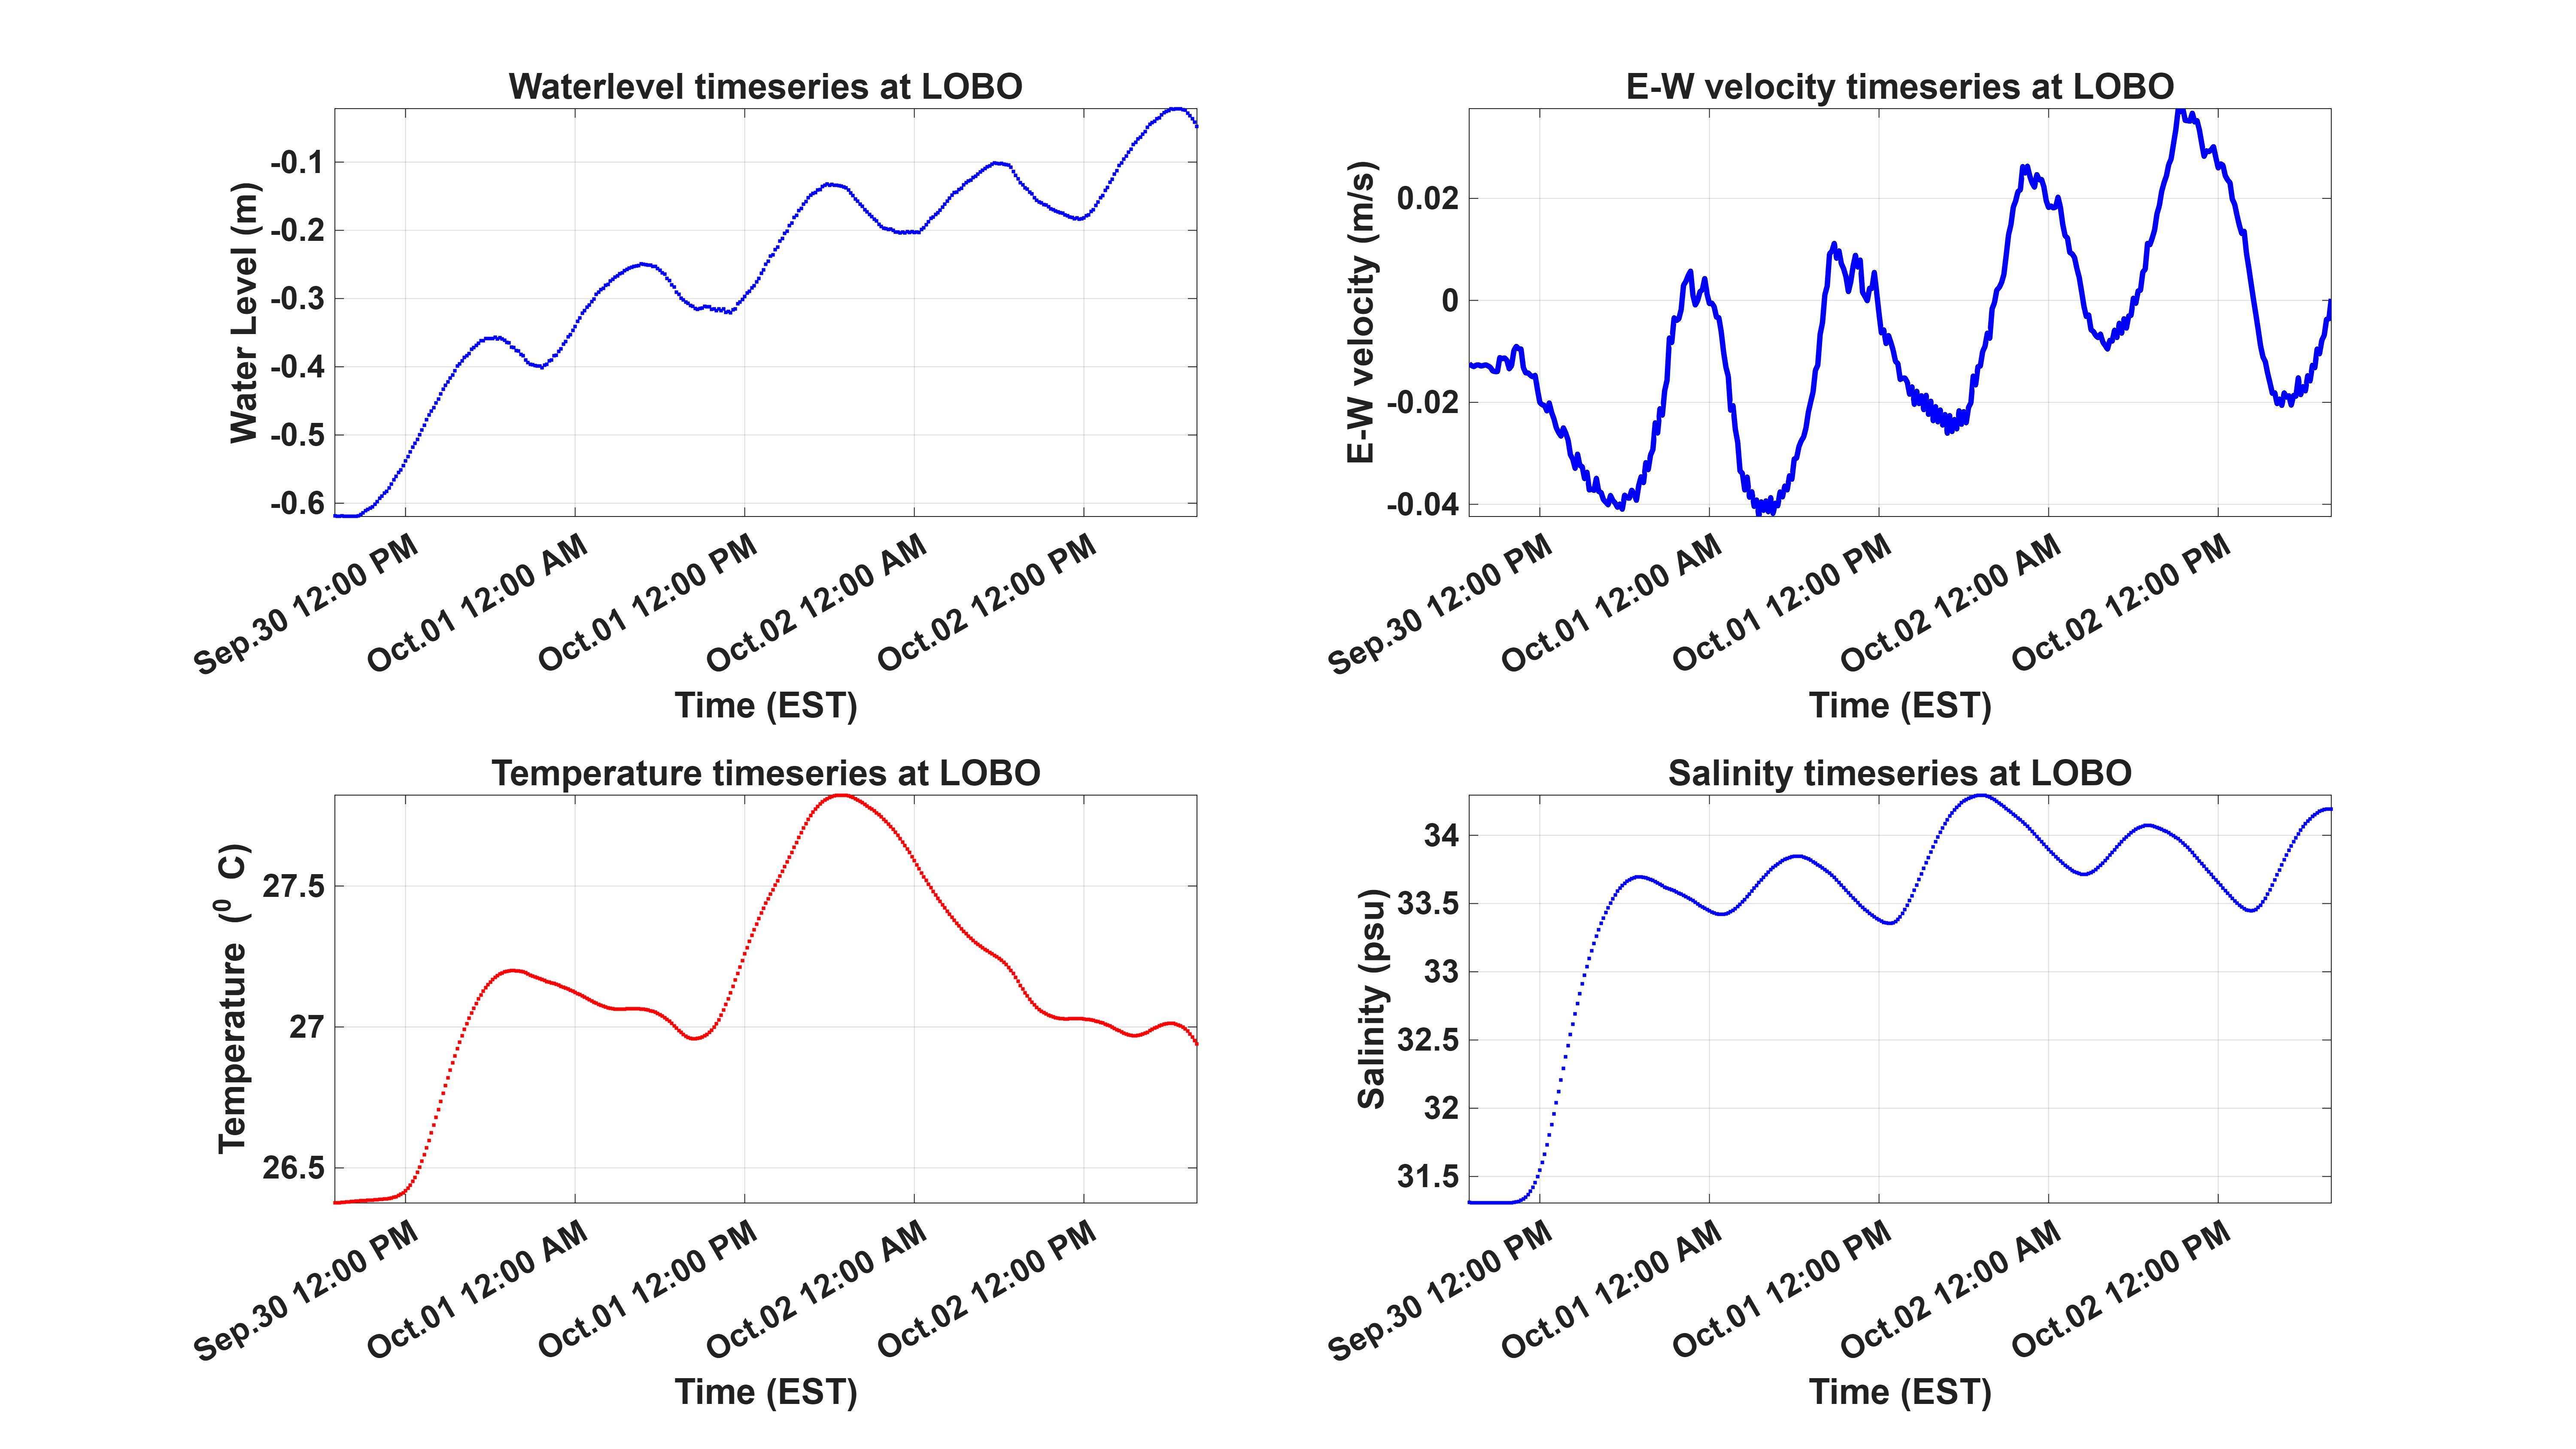 Waterlevel timeseries at LOBO
Water Level (m)
-0.1
-0.2
-0.3
-0.4
-0.5
-0.6
Sep.30 12:00 PM
Oct.01 12:00 AM
Oct.01 12:00 PM
Oct.02 12:00 AM
Oct.02 12:00 PM
Time (EST)
E-W velocity timeseries at LOBO
E-W velocity (m/s)
0.02
0
-0.02
-0.04
Sep.30 12:00 PM
Oct.01 12:00 AM
Oct.01 12:00 PM
Oct.02 12:00 AM
Oct.02 12:00 PM
Time (EST)
Temperature timeseries at LOBO
Temperature (⁰ C)
27.5
27
26.5
Sep.30 12:00 PM
Oct.01 12:00 AM
Oct.01 12:00 PM
Oct.02 12:00 AM
Oct.02 12:00 PM
Time (EST)
Salinity timeseries at LOBO
Salinity (psu)
34
33.5
33
32.5
32
31.5
Sep.30 12:00 PM
Oct.01 12:00 AM
Oct.01 12:00 PM
Oct.02 12:00 AM
Oct.02 12:00 PM
Time (EST)